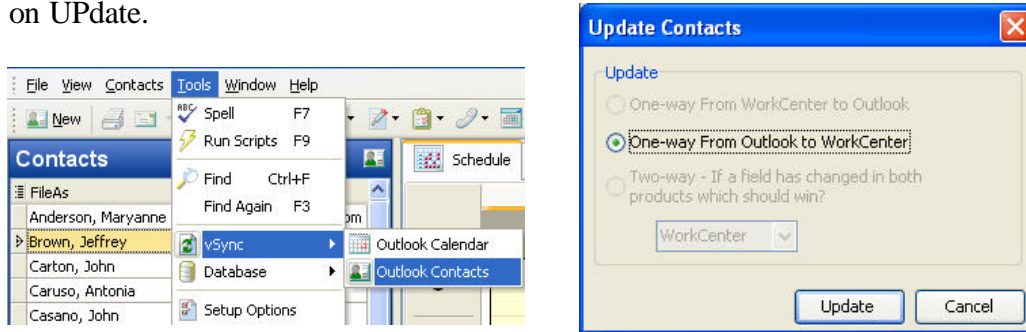 on UPdate.
File View Contacts Tools Window Help
New
Spell F7
Run Scripts F9
Find Ctrl+F
Find Again F3
vSync
Database
Setup Options
Outlook Calendar
Outlook Contacts
Contacts
FileAs
Anderson, Maryanne
Brown, Jeffrey
Carton, John
Caruso, Antonia
Casano, John
om
Schedule
Update Contacts
Update
One-way From WorkCenter to Outlook
One-way From Outlook to WorkCenter
Two-way - If a field has changed in both
products which should win?
WorkCenter
Update Cancel